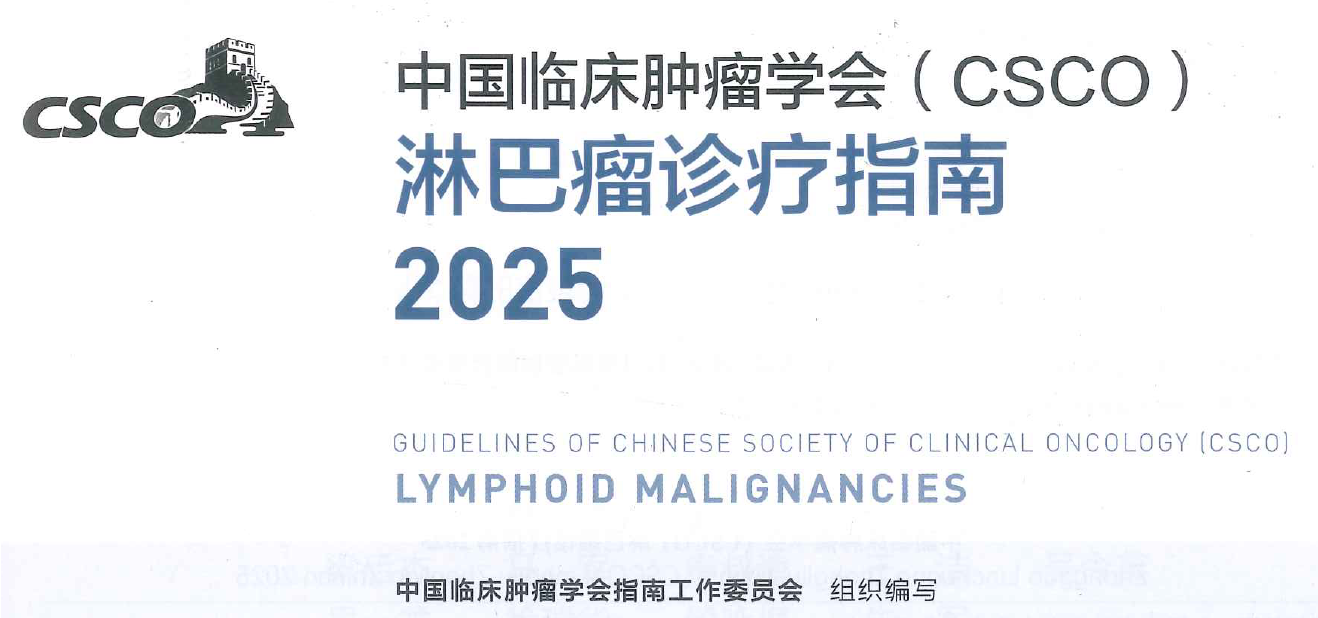 CSCO
中国临床肿瘤学会（CSCO）
淋巴瘤诊疗指南
2025
GUIDELINES OF CHINESE SOCIETY OF CLINICAL ONCOLOGY (CSCO)
LYMPHOID MALIGNANCIES
中国临床肿瘤学会指南工作委员会 组织编写